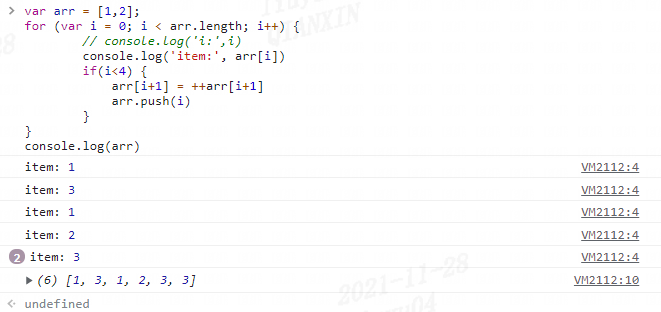 > var arr = [1,2];
for (var i = 0; i < arr.length; i++) {
// console.log('i:',i)
console.log('item:', arr[i])
if(i<4) {
arr[i+1] = ++arr[i+1]
arr.push(i)
}
}
console.log(arr)
item: 1 VM2112:4
item: 3 VM2112:4
item: 1 VM2112:4
item: 2 VM2112:4
2 item: 3 VM2112:4
(6) [1, 3, 1, 2, 3, 3] VM2112:10
undefined
QIANXIN
2021-11-28